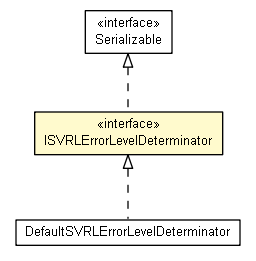 «interface»
Serializable
«interface»
ISVRLErrorLevelDeterminator
DefaultSVRLErrorLevelDeterminator